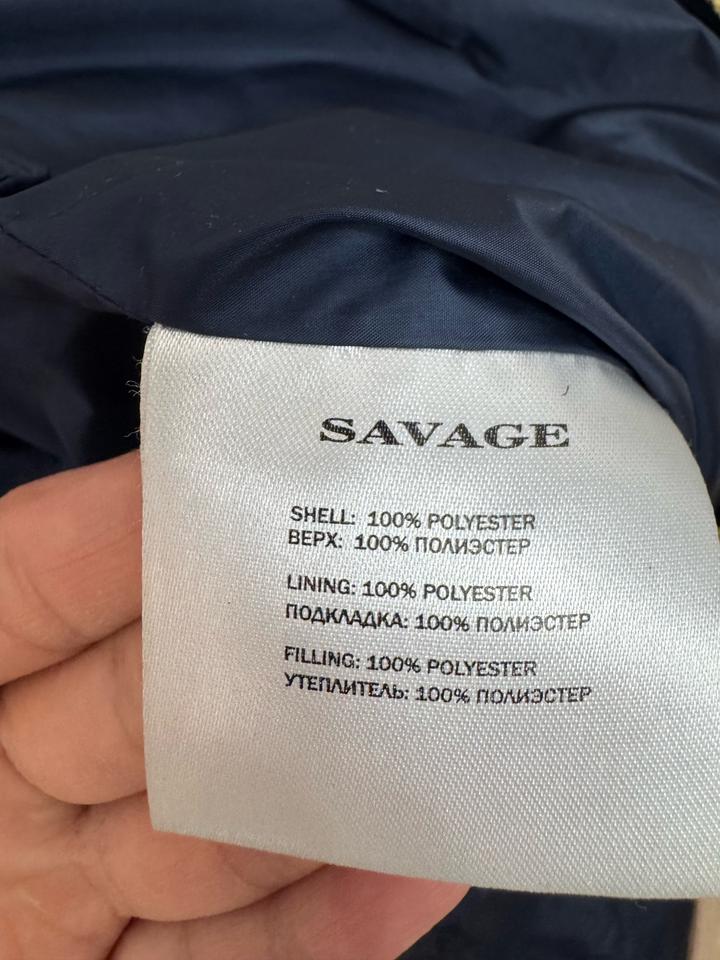 SAVAGE
SHELL: 100% POLYESTER
ВЕРХ: 100% ПОЛИЭСТЕР
LINING: 100% POLYESTER
ПОДКЛАДКА: 100% ПОЛИЭСТЕР
FILLING: 100% POLYESTER
УТЕПЛИТЕЛЬ: 100% ПОЛИЭСТЕР